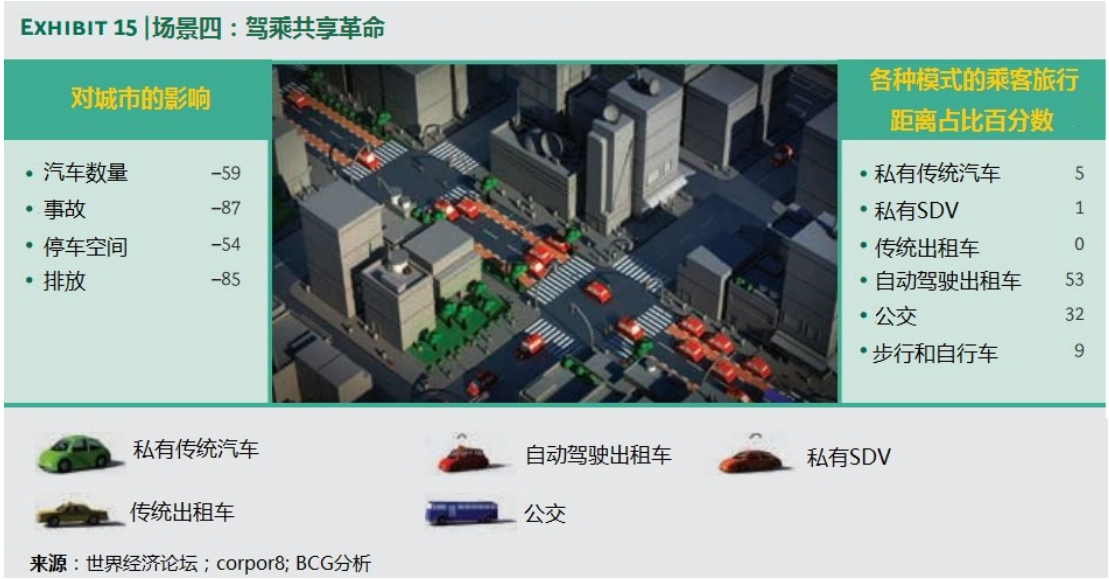 EXHIBIT 15 |场景四：驾乘共享革命
对城市的影响
• 汽车数量 –59
• 事故 –87
• 停车空间 –54
• 排放 –85
各种模式的乘客旅行
距离占比百分数
• 私有传统汽车 5
• 私有SDV 1
• 传统出租车 0
• 自动驾驶出租车 53
• 公交 32
• 步行和自行车 9
私有传统汽车
自动驾驶出租车
私有SDV
传统出租车
公交
来源：世界经济论坛；corpor8; BCG分析